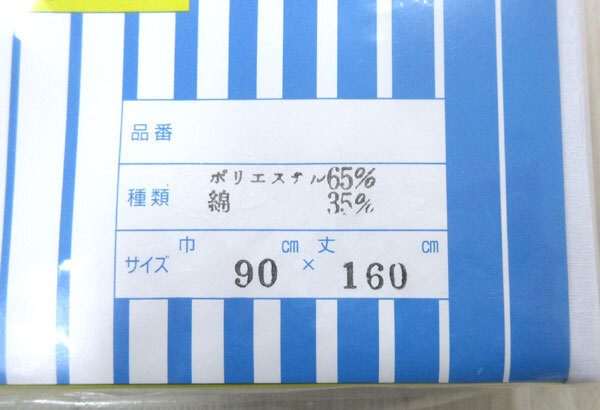 品番
種類 ポリエステル65%
綿 35%
サイズ 巾 90 cm × 丈 160 cm